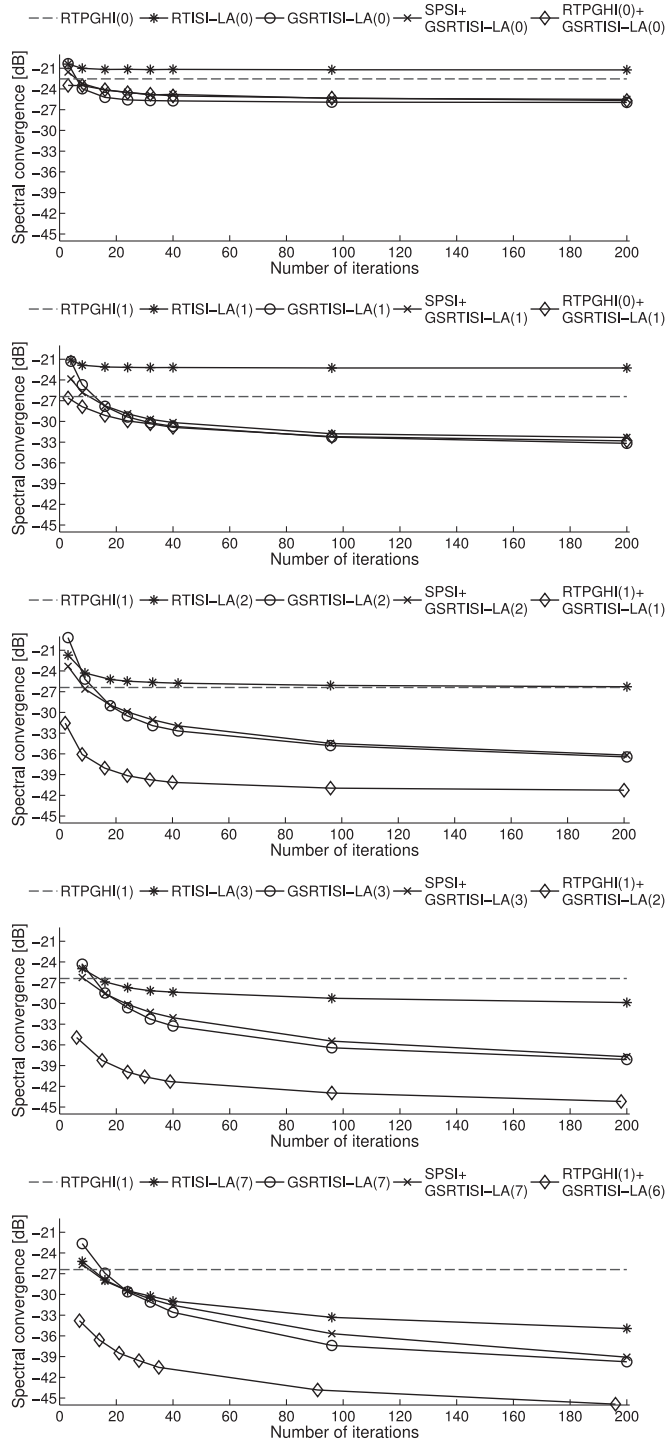 RTPGHI(0) RTISI−LA(0) GSRTISI−LA(0) SPSI+ GSRTISI−LA(0) RTPGHI(0)+ GSRTISI−LA(0)
Spectral convergence [dB]
−21
−24
−27
−30
−33
−36
−39
−42
−45
0 20 40 60 80 100 120 140 160 180 200
Number of iterations
RTPGHI(1) RTISI−LA(1) GSRTISI−LA(1) SPSI+ GSRTISI−LA(1) RTPGHI(0)+ GSRTISI−LA(1)
Spectral convergence [dB]
−21
−24
−27
−30
−33
−36
−39
−42
−45
0 20 40 60 80 100 120 140 160 180 200
Number of iterations
RTPGHI(1) RTISI−LA(2) GSRTISI−LA(2) SPSI+ GSRTISI−LA(2) RTPGHI(1)+ GSRTISI−LA(1)
Spectral convergence [dB]
−21
−24
−27
−30
−33
−36
−39
−42
−45
0 20 40 60 80 100 120 140 160 180 200
Number of iterations
RTPGHI(1) RTISI−LA(3) GSRTISI−LA(3) SPSI+ GSRTISI−LA(3) RTPGHI(1)+ GSRTISI−LA(2)
Spectral convergence [dB]
−21
−24
−27
−30
−33
−36
−39
−42
−45
0 20 40 60 80 100 120 140 160 180 200
Number of iterations
RTPGHI(1) RTISI−LA(7) GSRTISI−LA(7) SPSI+ GSRTISI−LA(7) RTPGHI(1)+ GSRTISI−LA(6)
Spectral convergence [dB]
−21
−24
−27
−30
−33
−36
−39
−42
−45
0 20 40 60 80 100 120 140 160 180 200
Number of iterations